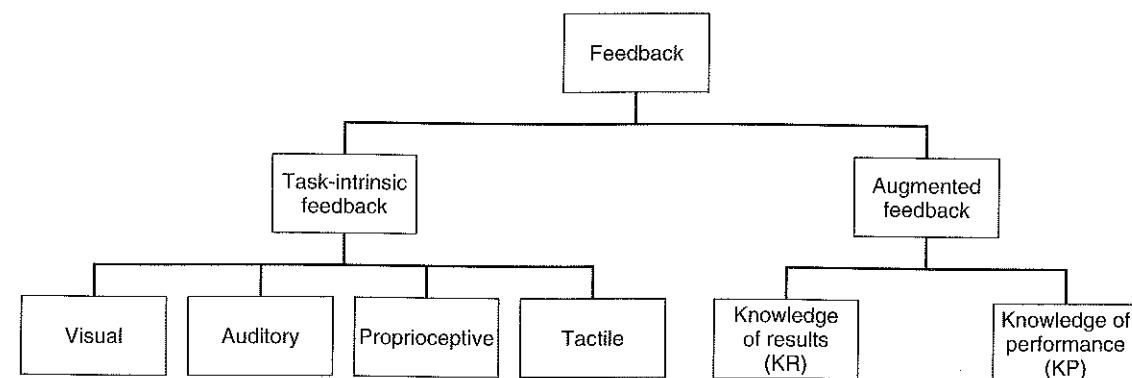 Feedback
Task-intrinsic
feedback
Augmented
feedback
Visual
Auditory
Proprioceptive
Tactile
Knowledge
of results
(KR)
Knowledge of
performance
(KP)